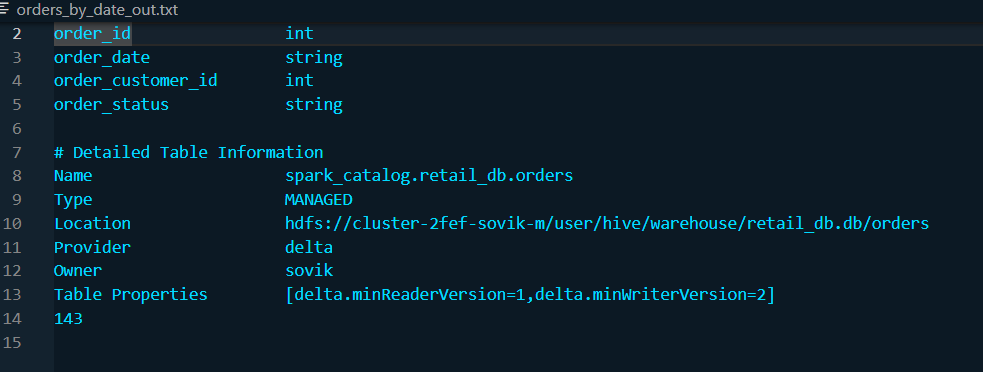 orders_by_date_out.txt
2 order_id int
3 order_date string
4 order_customer_id int
5 order_status string
6
7 # Detailed Table Information
8 Name spark_catalog.retail_db.orders
9 Type MANAGED
10 Location hdfs://cluster-2fef-sovik-m/user/hive/warehouse/retail_db.db/orders
11 Provider delta
12 Owner sovik
13 Table Properties [delta.minReaderVersion=1,delta.minWriterVersion=2]
14 143
15